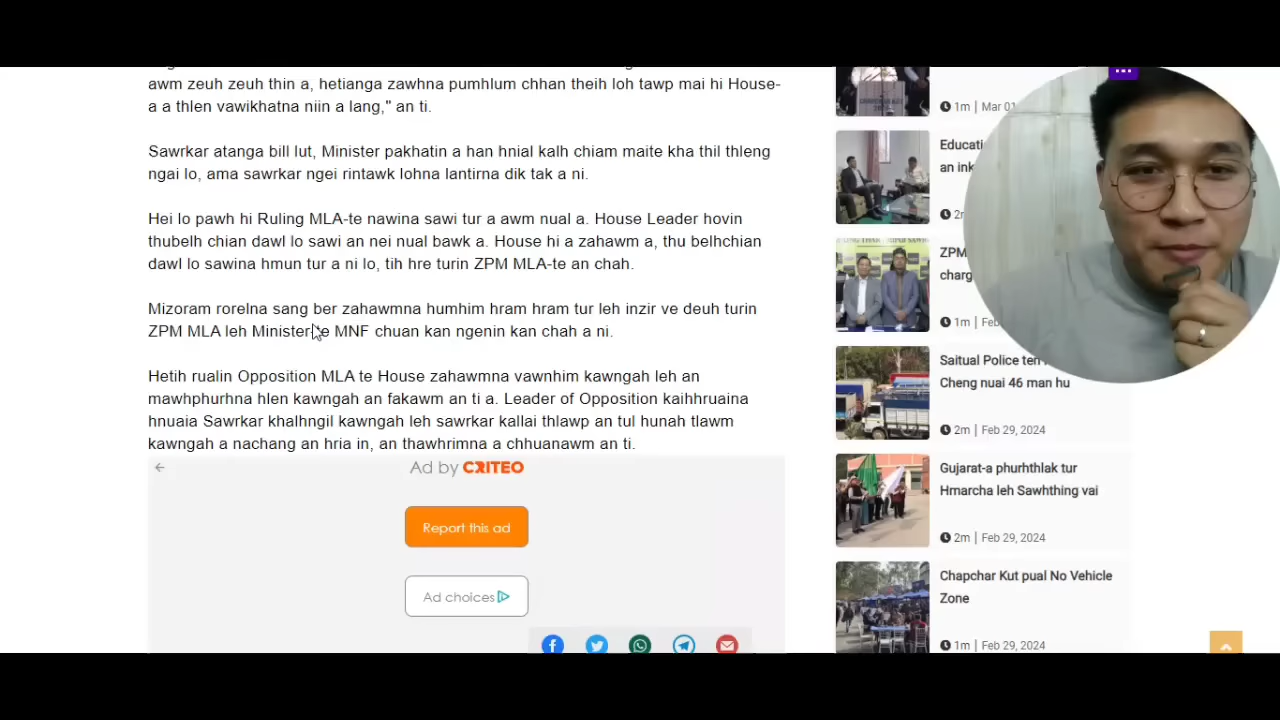 awm zeuh zeuh thin a, hetianga zawhna pumhlum chhan theih loh tawp mai hi House-
a a thlen vawikhatna niin a lang," an ti.
Sawrkar atanga bill lut, Minister pakhatin a han hnial kalh chiam maite kha thil thleng
ngai lo, ama sawrkar ngei rintawk lohna lantirna dik tak a ni.
Hei lo pawh hi Ruling MLA-te nawina sawi tur a awm nual a. House Leader hovin
thubelh chian dawl lo sawi an nei nual bawk a. House hi a zahawm a, thu belhchian
dawl lo sawina hmun tur a ni lo, tih hre turin ZPM MLA-te an chah.
Mizoram rorelna sang ber zahawmna humhim hram hram tur leh inzir ve deuh turin
ZPM MLA leh Minister te MNF chuan kan ngenin kan chah a ni.
Hetih rualin Opposition MLA te House zahawmna vawnhim kawngah leh an
mawhphurhna hlen kawngah an fakawm an ti a. Leader of Opposition kaihhruaina
hnuaia Sawrkar khalhngil kawngah leh sawrkar kallai thlawp an tul hunah tlawm
kawngah a nachang an hria in, an thawhrimna a chhuanawm an ti.
Ad by CRITEO
Report this ad
Ad choices
1m | Mar 01
Educati
an ink
ZPM
charg
1m | Feb
Saitual Police ten
Cheng nuai 46 man hu
2m | Feb 29, 2024
Gujarat-a phurhthlak tur
Hmarcha leh Sawhthing vai
2m | Feb 29, 2024
Chapchar Kut pual No Vehicle
Zone
1m | Feb 29, 2024